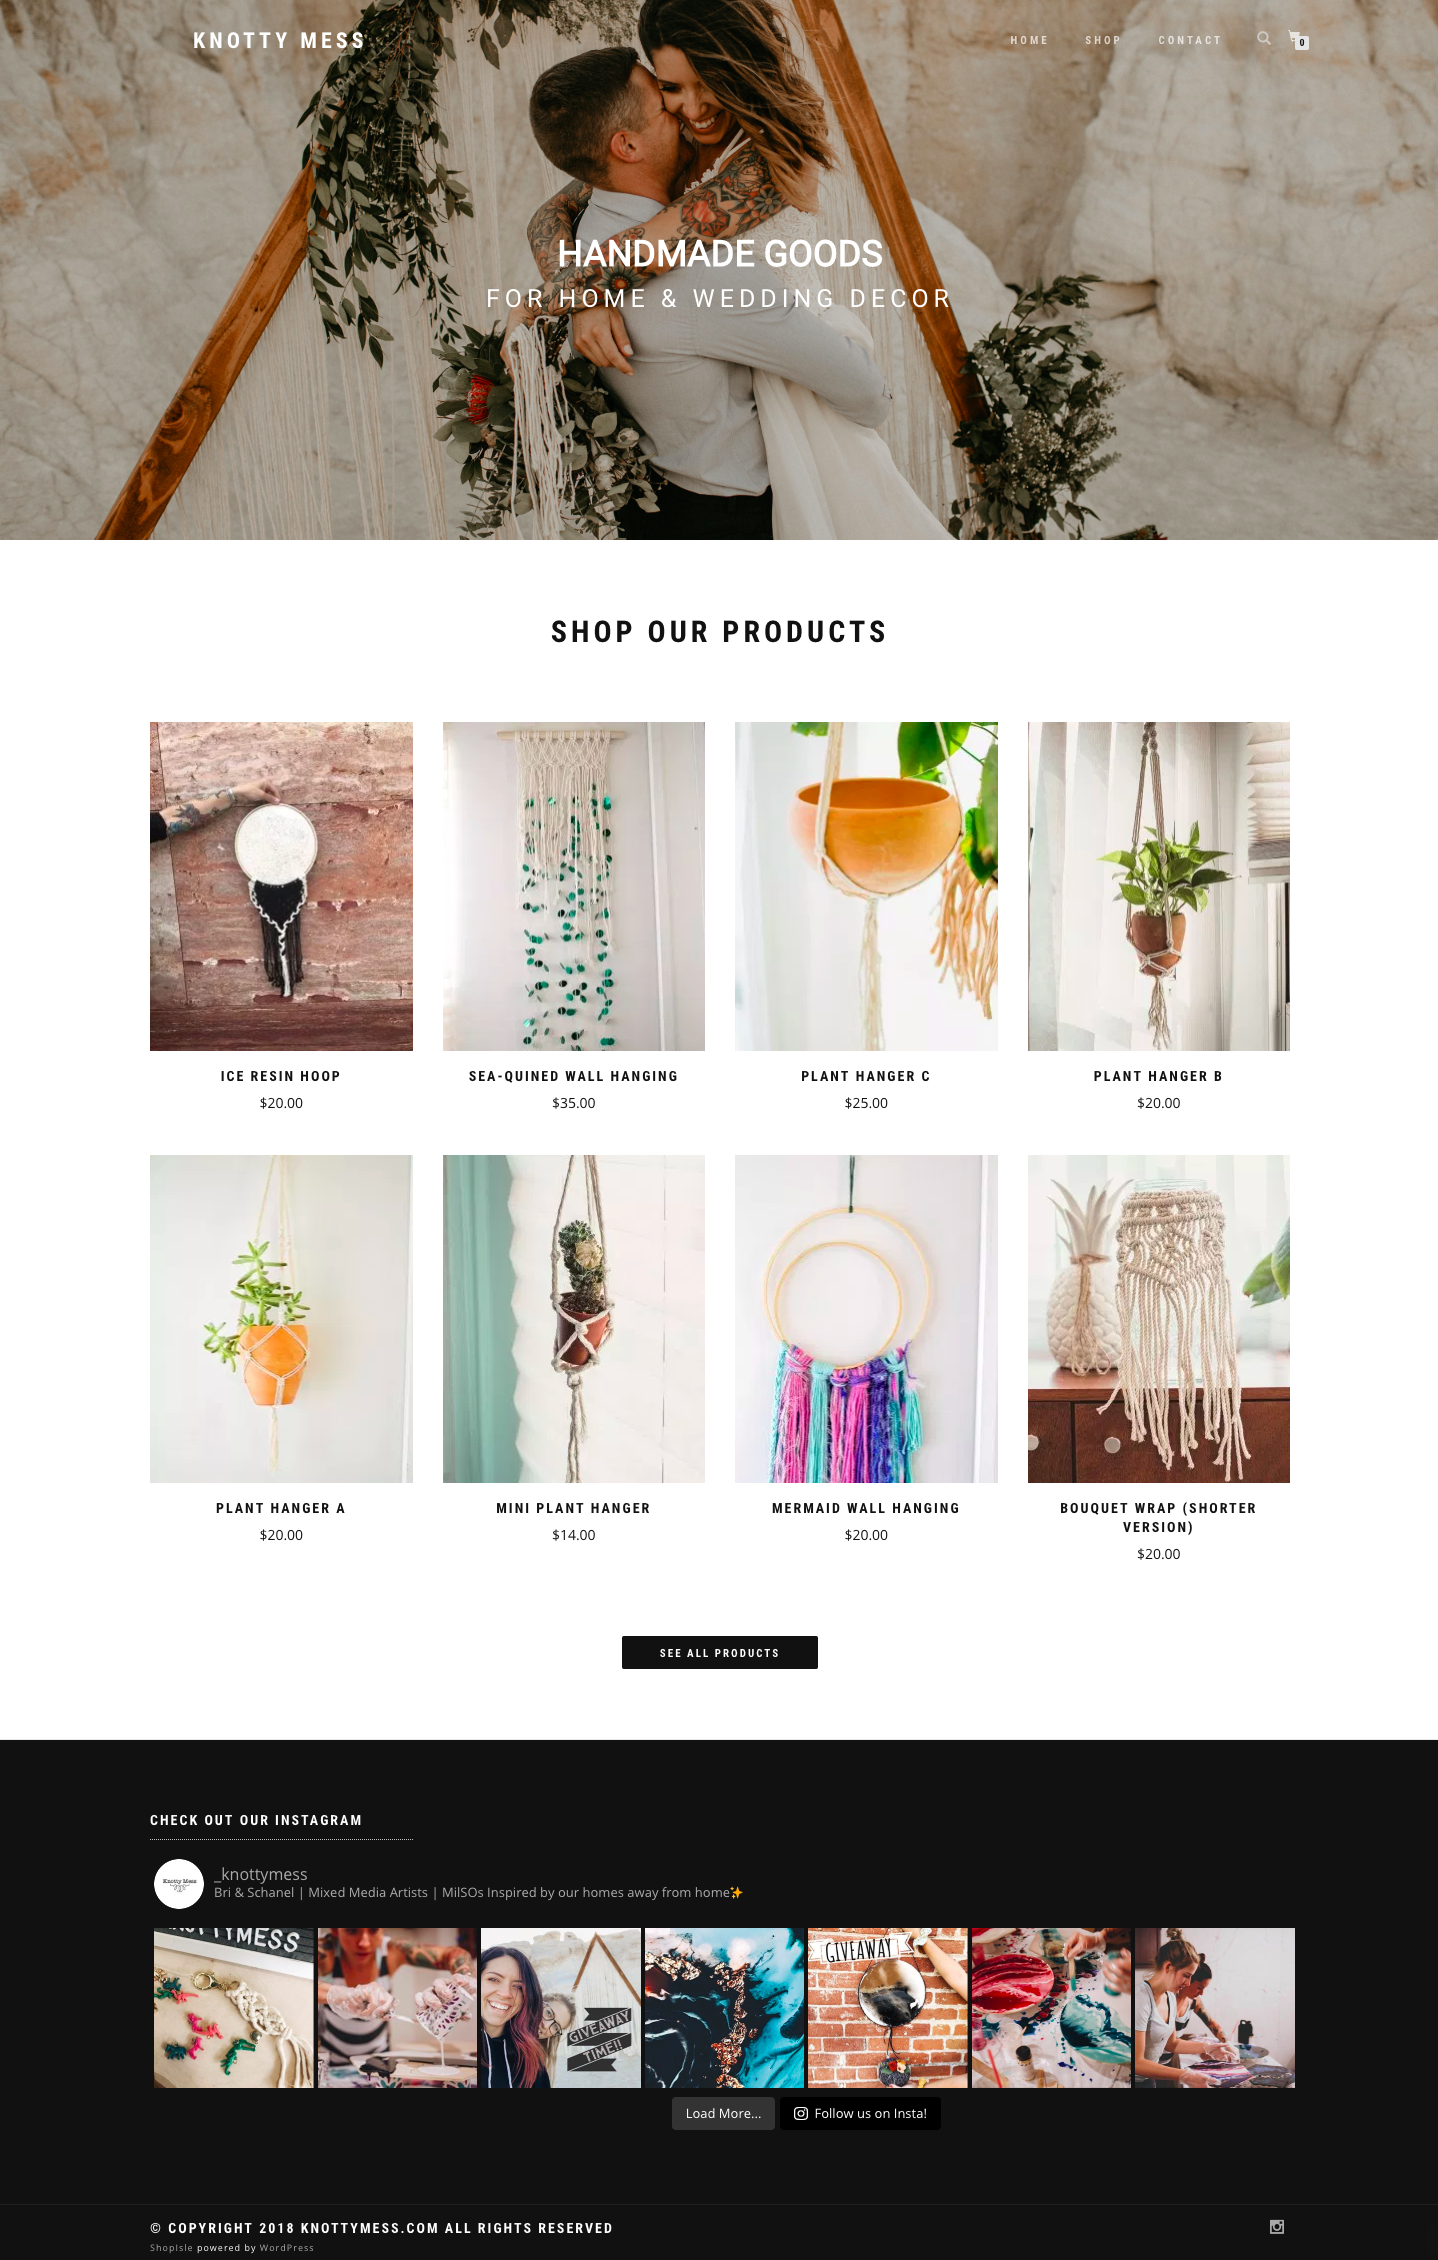 KNOTTY MESS
HOME SHOP CONTACT 0
HANDMADE GOODS
FOR HOME & WEDDING DECOR
SHOP OUR PRODUCTS
ICE RESIN HOOP
$20.00
SEA-QUINED WALL HANGING
$35.00
PLANT HANGER C
$25.00
PLANT HANGER B
$20.00
PLANT HANGER A
$20.00
MINI PLANT HANGER
$14.00
MERMAID WALL HANGING
$20.00
BOUQUET WRAP (SHORTER
VERSION)
$20.00
SEE ALL PRODUCTS
CHECK OUT OUR INSTAGRAM
Knotty Mess
_knottymess
Bri & Schanel | Mixed Media Artists | MilSOs Inspired by our homes away from home✨
KNOTTYMESS
GIVEAWAY
TIME!!
GIVEAWAY
Load More...
Follow us on Insta!
© COPYRIGHT 2018 KNOTTYMESS.COM ALL RIGHTS RESERVED
ShopIsle powered by WordPress